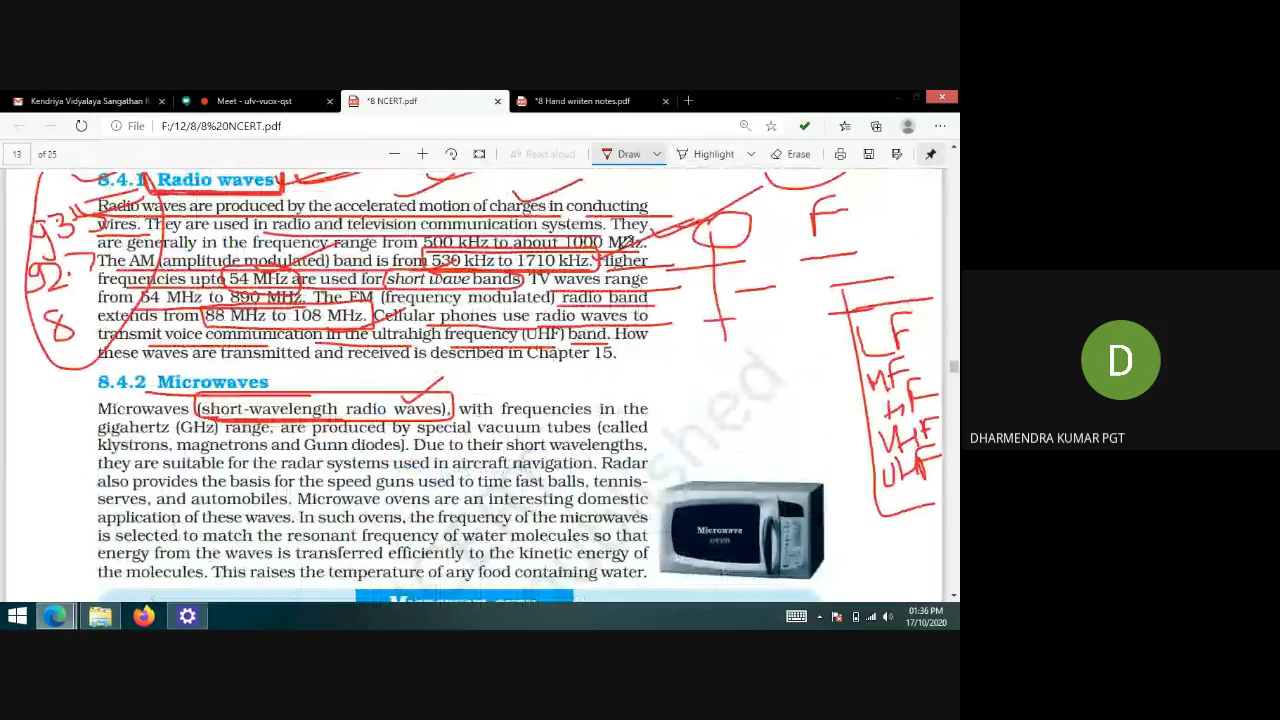 Kendriya Vidyalaya Sangathan R
Meet - ufv-vuox-qst
*8 NCERT.pdf
*8 Hand wriiten notes.pdf
File
F:/12/8/8%20NCERT.pdf
13 of 25
Read aloud
Draw
Highlight
Erase
8.4.1 Radio waves
Radio waves are produced by the accelerated motion of charges in conducting
wires. They are used in radio and television communication systems. They
are generally in the frequency range from 500 kHz to about 1000 MHz.
The AM (amplitude modulated) band is from 530 kHz to 1710 kHz. Higher
frequencies upto 54 MHz are used for short wave bands. TV waves range
from 54 MHz to 890 MHz. The FM (frequency modulated) radio band
extends from 88 MHz to 108 MHz. Cellular phones use radio waves to
transmit voice communication in the ultrahigh frequency (UHF) band. How
these waves are transmitted and received is described in Chapter 15.
93.5
92.7
8
F
LF
MF
HF
VHF
UHF
8.4.2 Microwaves
Microwaves (short-wavelength radio waves), with frequencies in the
gigahertz (GHz) range, are produced by special vacuum tubes (called
klystrons, magnetrons and Gunn diodes). Due to their short wavelengths,
they are suitable for the radar systems used in aircraft navigation. Radar
also provides the basis for the speed guns used to time fast balls, tennis-
serves, and automobiles. Microwave ovens are an interesting domestic
application of these waves. In such ovens, the frequency of the microwaves
is selected to match the resonant frequency of water molecules so that
energy from the waves is transferred efficiently to the kinetic energy of
the molecules. This raises the temperature of any food containing water.
Microwave
oven
Microwave oven
01:36 PM
17/10/2020
D
DHARMENDRA KUMAR PGT